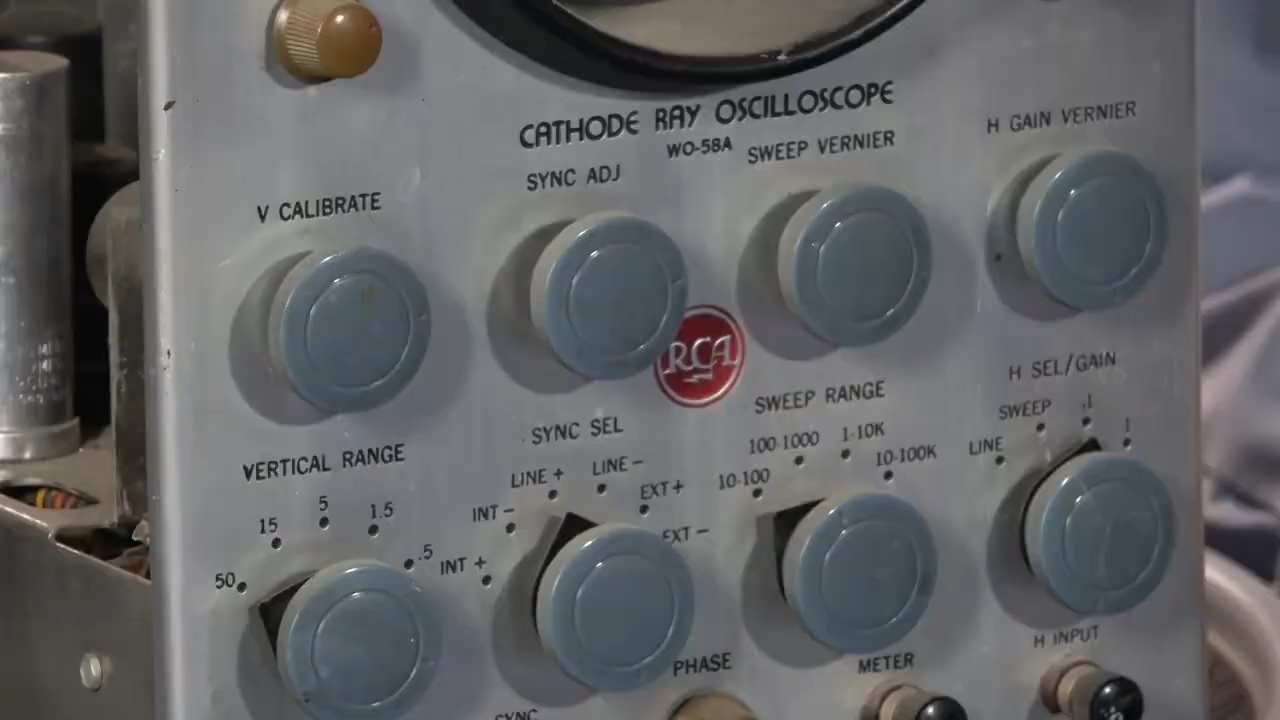 CATHODE RAY OSCILLOSCOPE
WO-58A
V CALIBRATE
SYNC ADJ
SWEEP VERNIER
H GAIN VERNIER
RCA
VERTICAL RANGE
50
15
5
1.5
.5
SYNC SEL
INT +
INT −
LINE +
LINE −
EXT +
EXT −
SWEEP RANGE
10-100
100-1000
1-10K
10-100K
H SEL/GAIN
LINE
SWEEP
.1
1
SYNC
PHASE
METER
H INPUT